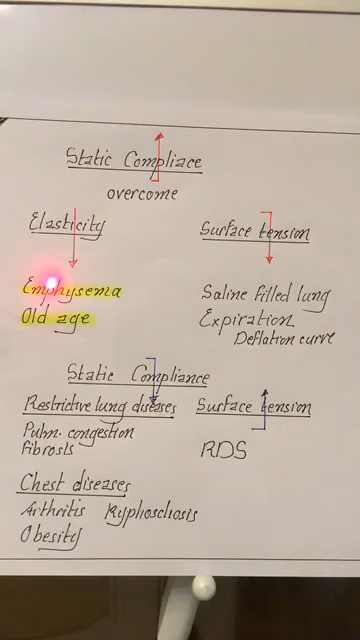 Static Compliace
overcome
Elasticity
Surface tension
Emphysema
Old age
Saline filled lung
Expiration
Deflation curve
Static Compliance
Restrictive lung diseases
Pulm. congestion
fibrosis
Surface tension
RDS
Chest diseases
Arthritis Kyphoscliosis
Obesity